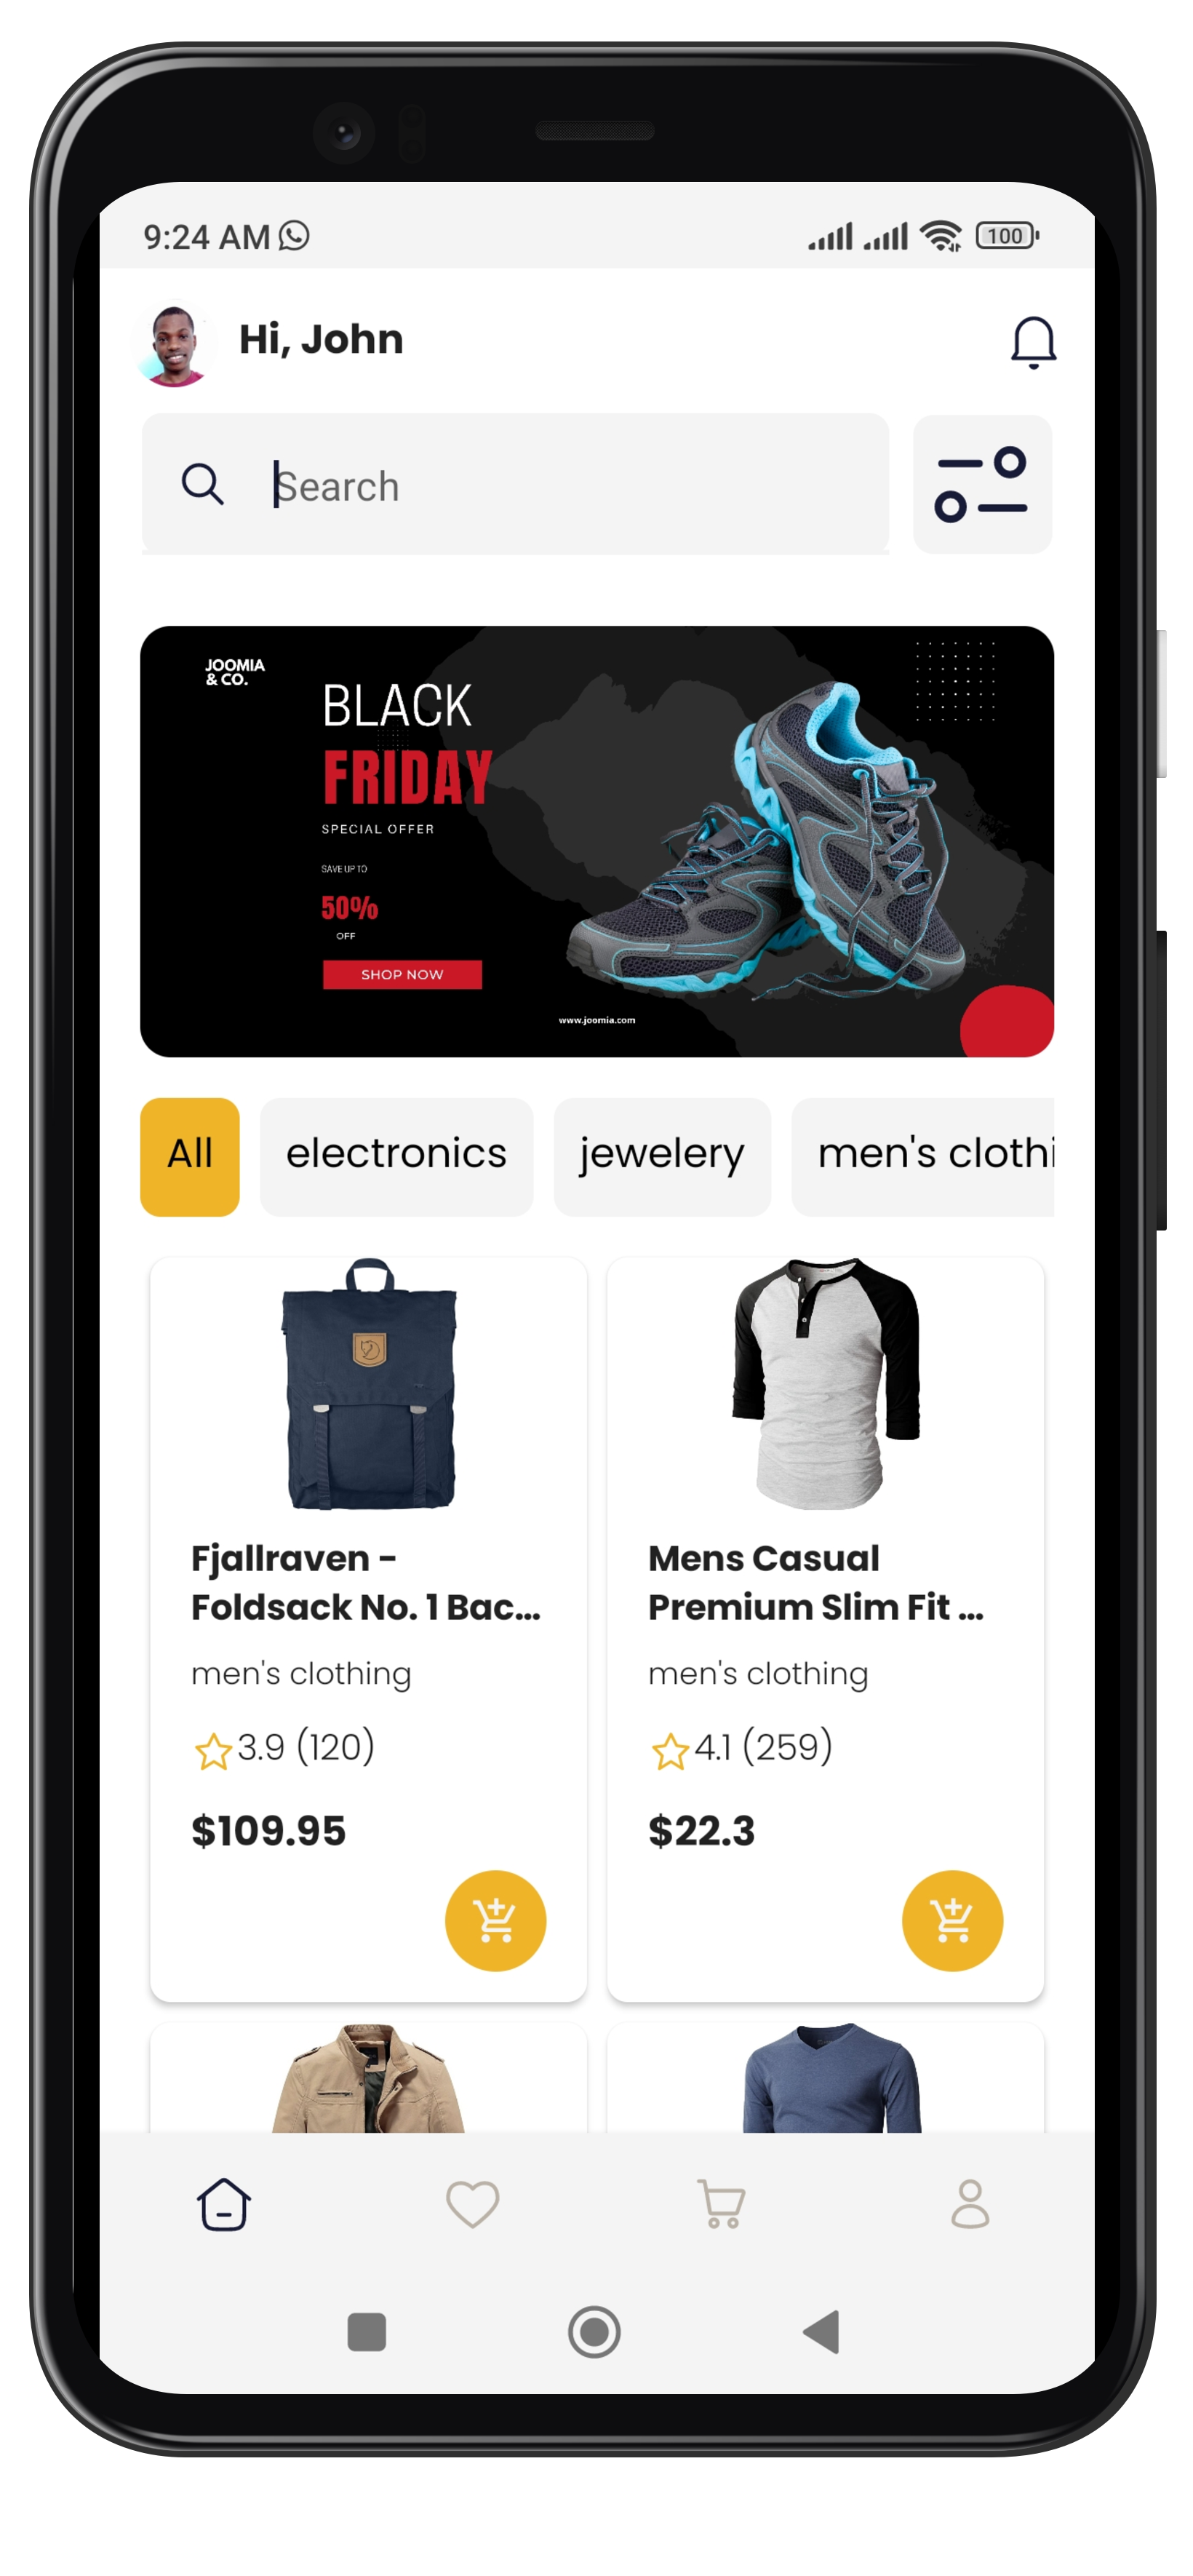 9:24 AM
100
Hi, John
Search
JOOMIA
& CO.
BLACK
FRIDAY
SPECIAL OFFER
SAVE UP TO
50%
OFF
SHOP NOW
www.joomia.com
All electronics jewelery men's clothi
Fjallraven -
Foldsack No. 1 Bac...
men's clothing
3.9 (120)
$109.95
Mens Casual
Premium Slim Fit ...
men's clothing
4.1 (259)
$22.3